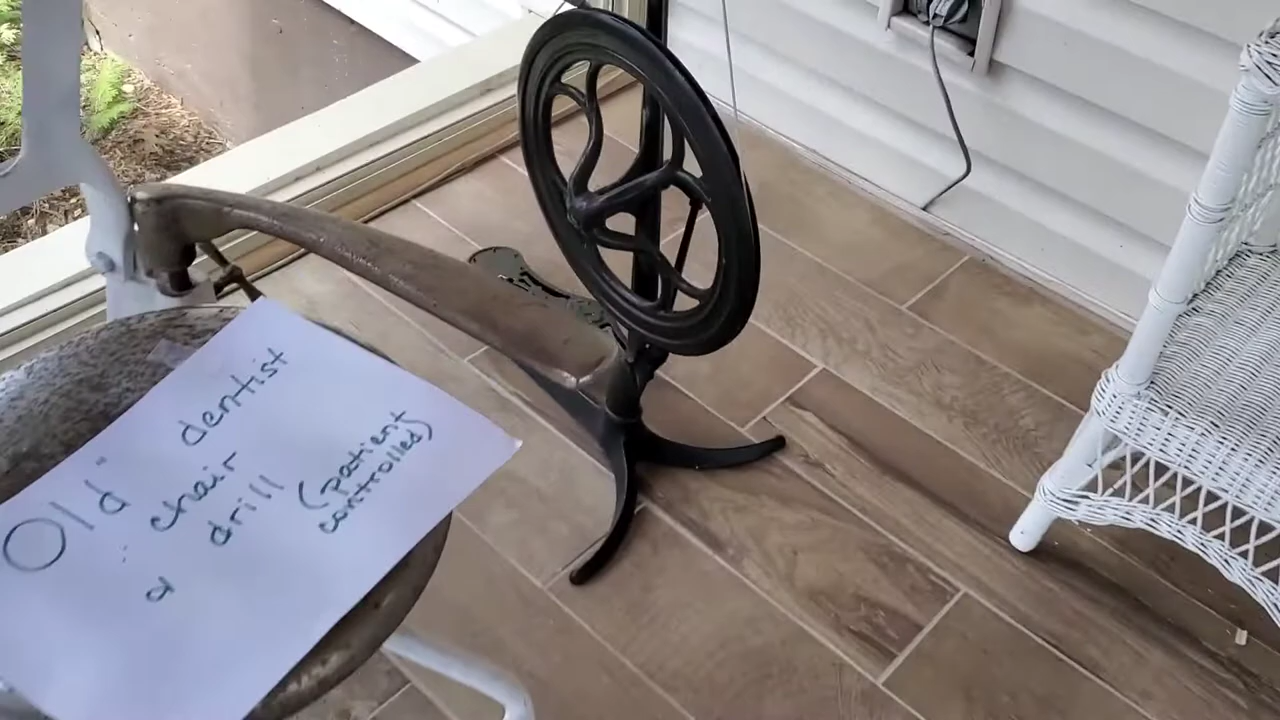 Old" dentist
chair
& drill (patient
controlled)